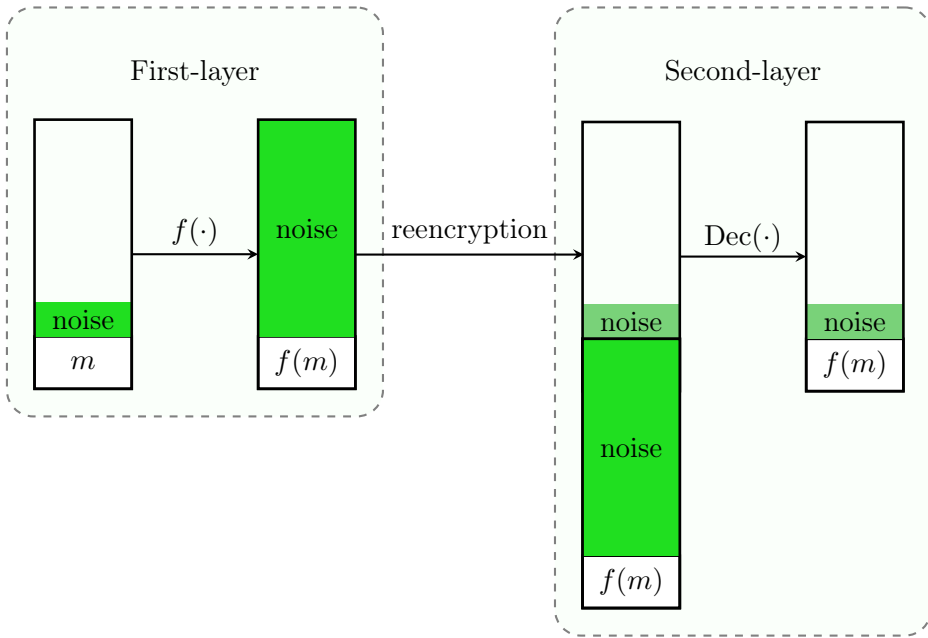 First-layer
Second-layer
f(·)
noise
reencryption
Dec(·)
noise
m
f(m)
noise
noise
f(m)
noise
f(m)